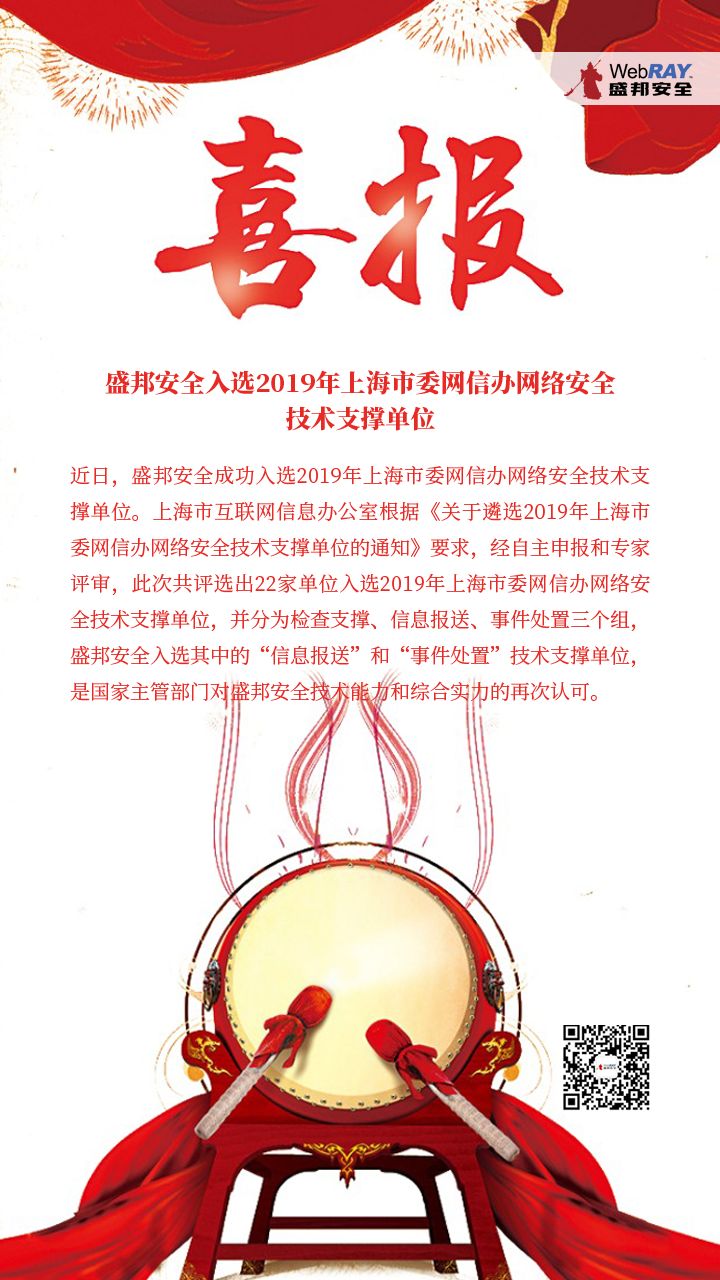 WebRAY
盛邦安全
喜报
盛邦安全入选2019年上海市委网信办网络安全
技术支撑单位
近日，盛邦安全成功入选2019年上海市委网信办网络安全技术支
撑单位。上海市互联网信息办公室根据《关于遴选2019年上海市
委网信办网络安全技术支撑单位的通知》要求，经自主申报和专家
评审，此次共评选出22家单位入选2019年上海市委网信办网络安
全技术支撑单位，并分为检查支撑、信息报送、事件处置三个组，
盛邦安全入选其中的“信息报送”和“事件处置”技术支撑单位，
是国家主管部门对盛邦安全技术能力和综合实力的再次认可。